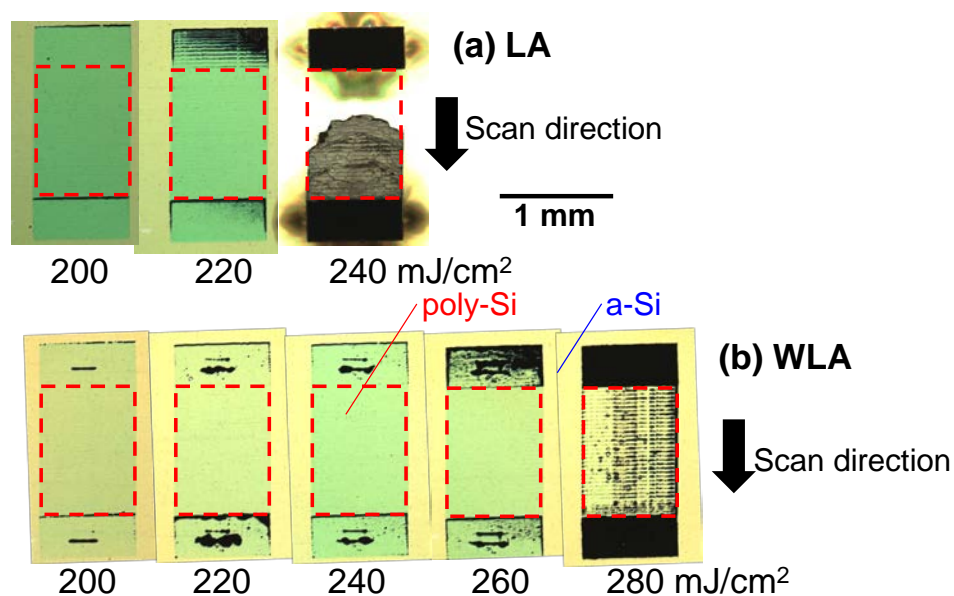 (a) LA
Scan direction
1 mm
200 220 240 mJ/cm²
poly-Si a-Si
(b) WLA
Scan direction
200 220 240 260 280 mJ/cm²